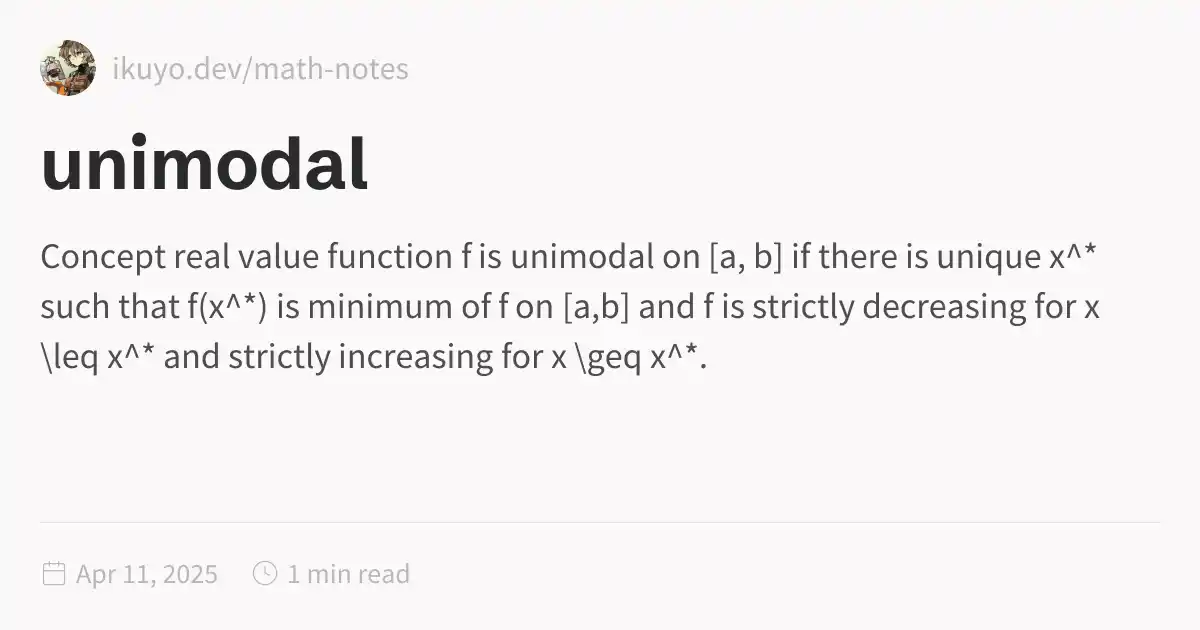 ikuyo.dev/math-notes
unimodal
Concept real value function f is unimodal on [a, b] if there is unique x^*
such that f(x^*) is minimum of f on [a,b] and f is strictly decreasing for x
\leq x^* and strictly increasing for x \geq x^*.
Apr 11, 2025 1 min read